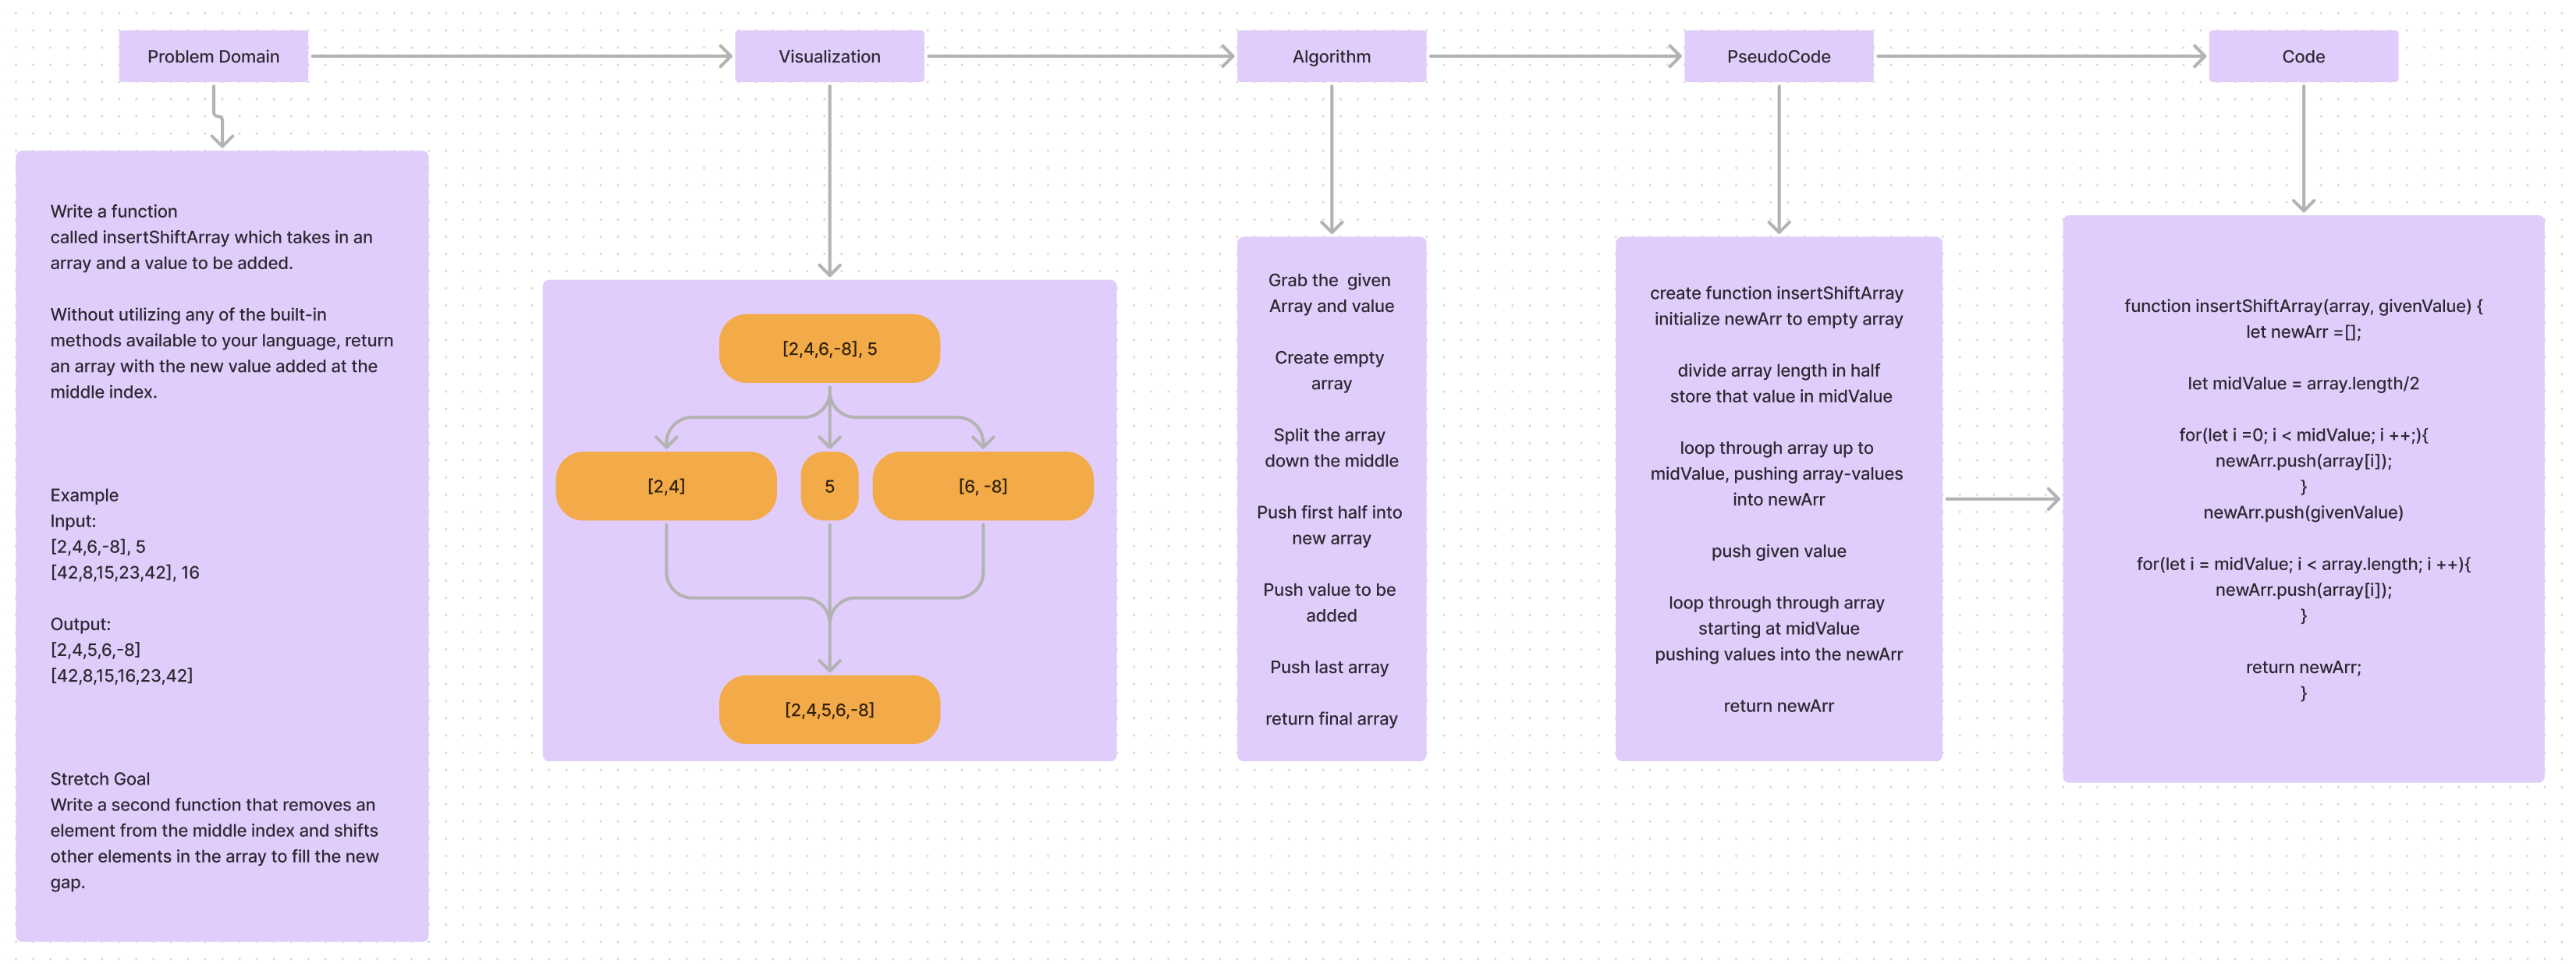 Problem Domain
Visualization
Algorithm
PseudoCode
Code
Write a function
called insertShiftArray which takes in an
array and a value to be added.
Without utilizing any of the built-in
methods available to your language, return
an array with the new value added at the
middle index.
Example
Input:
[2,4,6,-8], 5
[42,8,15,23,42], 16
Output:
[2,4,5,6,-8]
[42,8,15,16,23,42]
Stretch Goal
Write a second function that removes an
element from the middle index and shifts
other elements in the array to fill the new
gap.
[2,4,6,-8], 5
[2,4]
5
[6, -8]
[2,4,5,6,-8]
Grab the  given
Array and value
Create empty
array
Split the array
down the middle
Push first half into
new array
Push value to be
added
Push last array
return final array
create function insertShiftArray
initialize newArr to empty array
divide array length in half
store that value in midValue
loop through array up to
midValue, pushing array-values
into newArr
push given value
loop through through array
starting at midValue
pushing values into the newArr
return newArr
function insertShiftArray(array, givenValue) {
let newArr =[];
let midValue = array.length/2
for(let i =0; i < midValue; i ++;){
newArr.push(array[i]);
}
newArr.push(givenValue)
for(let i = midValue; i < array.length; i ++){
newArr.push(array[i]);
}
return newArr;
}